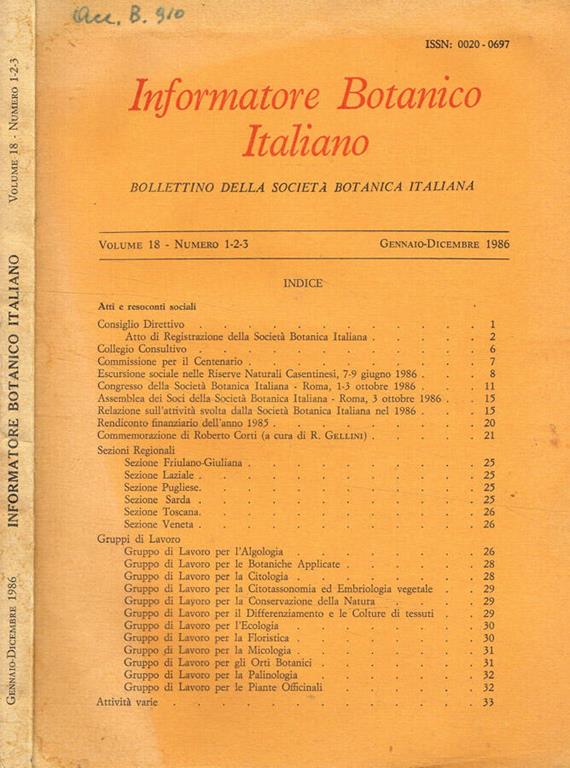 Acc. B. 910
ISSN: 0020-0697
Informatore Botanico
Italiano
BOLLETTINO DELLA SOCIETÀ BOTANICA ITALIANA
VOLUME 18 - NUMERO 1-2-3 GENNAIO-DICEMBRE 1986
INDICE
Atti e resoconti sociali
Consiglio Direttivo . . . . . . . . . . . . 1
Atto di Registrazione della Società Botanica Italiana . . . . . . 2
Collegio Consultivo . . . . . . . . . . . . 6
Commissione per il Centenario . . . . . . . . . . 7
Escursione sociale nelle Riserve Naturali Casentinesi, 7-9 giugno 1986 . . . 8
Congresso della Società Botanica Italiana - Roma, 1-3 ottobre 1986 . . . 11
Assemblea dei Soci della Società Botanica Italiana - Roma, 3 ottobre 1986 . . 15
Relazione sull'attività svolta dalla Società Botanica Italiana nel 1986 . . . 15
Rendiconto finanziario dell'anno 1985 . . . . . . . . 20
Commemorazione di Roberto Corti (a cura di R. GELLINI) . . . . . 21
Sezioni Regionali
Sezione Friulano-Giuliana . . . . . . . . . . 25
Sezione Laziale . . . . . . . . . . . . 25
Sezione Pugliese. . . . . . . . . . . . 25
Sezione Sarda . . . . . . . . . . . . 25
Sezione Toscana. . . . . . . . . . . . 26
Sezione Veneta . . . . . . . . . . . . 26
Gruppi di Lavoro
Gruppo di Lavoro per l'Algologia . . . . . . . . 26
Gruppo di Lavoro per le Botaniche Applicate . . . . . . 28
Gruppo di Lavoro per la Citologia . . . . . . . . 28
Gruppo di Lavoro per la Citotassonomia ed Embriologia vegetale . . 29
Gruppo di Lavoro per la Conservazione della Natura . . . . 29
Gruppo di Lavoro per il Differenziamento e le Colture di tessuti . . 29
Gruppo di Lavoro per l'Ecologia . . . . . . . . 30
Gruppo di Lavoro per la Floristica . . . . . . . . 30
Gruppo di Lavoro per la Micologia . . . . . . . . 31
Gruppo di Lavoro per gli Orti Botanici . . . . . . . 31
Gruppo di Lavoro per la Palinologia . . . . . . . 32
Gruppo di Lavoro per le Piante Officinali . . . . . . 32
Attività varie . . . . . . . . . . . . . 33
GENNAIO-DICEMBRE 1986 INFORMATORE BOTANICO ITALIANO VOLUME 18 - NUMERO 1-2-3